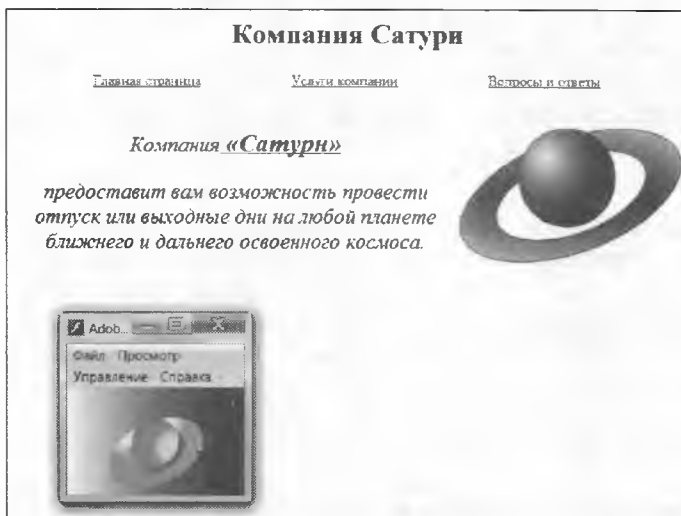 Компания Сатури
Главная страница Услуги компании Вопросы и ответы
Компания «Сатурн»
предоставит вам возможность провести
отпуск или выходные дни на любой планете
ближнего и дальнего освоенного космоса.
Adob...
Файл Просмотр
Управление Справка